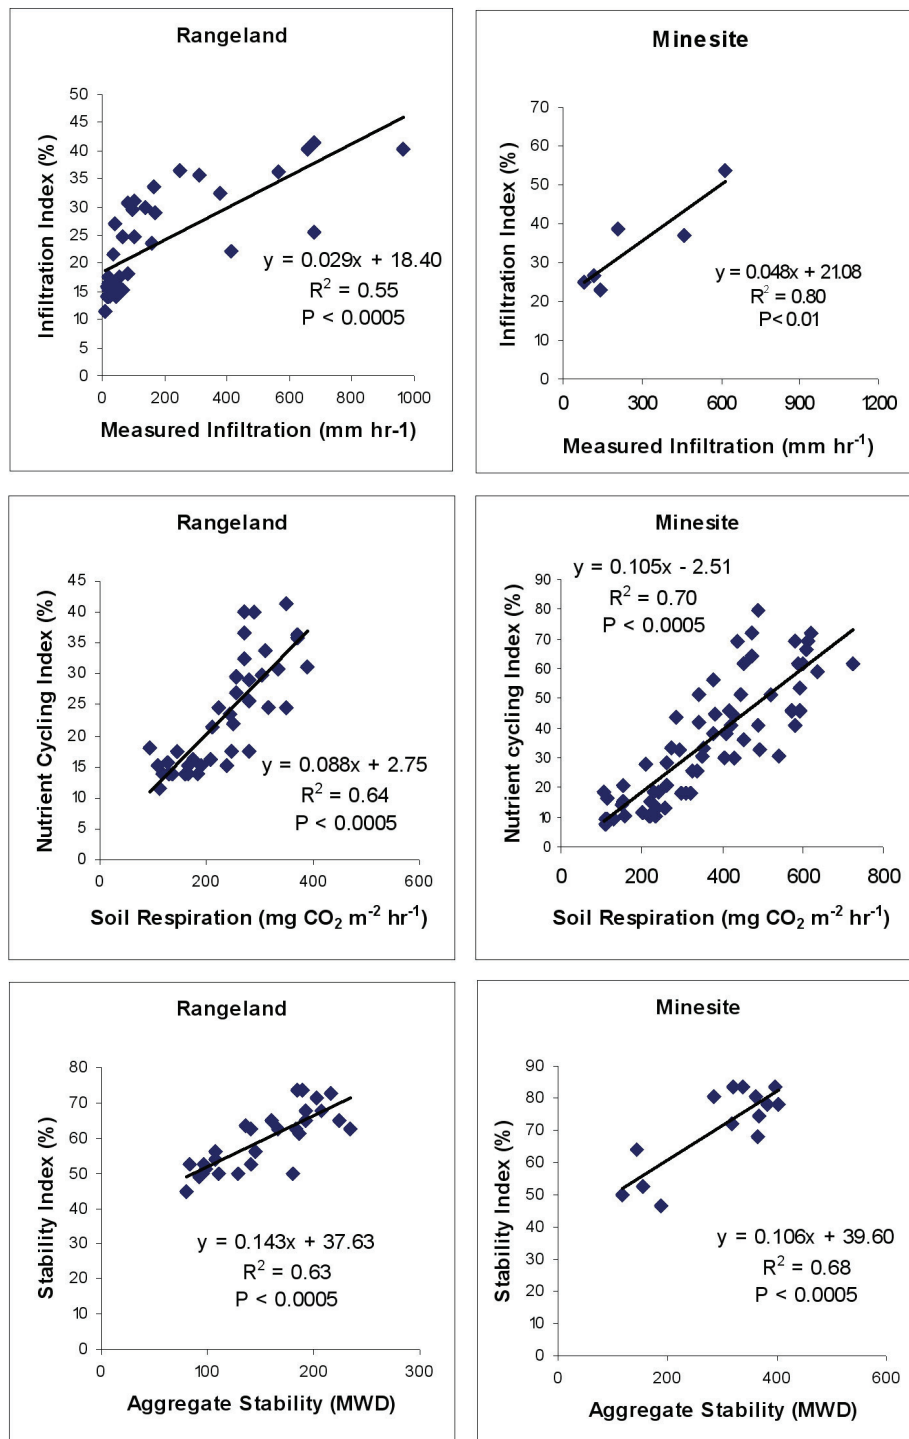 Rangeland
50
45
40
35
30
25
20
15
10
5
0
0 200 400 600 800 1000
Infiltration Index (%)
Measured Infiltration (mm hr-1)
y = 0.029x + 18.40
R² = 0.55
P < 0.0005
Minesite
70
60
50
40
30
20
10
0
0 300 600 900 1200
Infiltration Index (%)
Measured Infiltration (mm hr⁻¹)
y = 0.048x + 21.08
R² = 0.80
P < 0.01
Rangeland
45
40
35
30
25
20
15
10
5
0
0 200 400 600
Nutrient Cycling Index (%)
Soil Respiration (mg CO₂ m⁻² hr⁻¹)
y = 0.088x + 2.75
R² = 0.64
P < 0.0005
Minesite
y = 0.105x - 2.51
R² = 0.70
P < 0.0005
90
80
70
60
50
40
30
20
10
0
0 200 400 600 800
Nutrient cycling Index (%)
Soil Respiration (mg CO₂ m⁻² hr⁻¹)
Rangeland
80
70
60
50
40
30
20
10
0
0 100 200 300
Stability Index (%)
Aggregate Stability (MWD)
y = 0.143x + 37.63
R² = 0.63
P < 0.0005
Minesite
90
80
70
60
50
40
30
20
10
0
0 200 400 600
Stability Index (%)
Aggregate Stability (MWD)
y = 0.106x + 39.60
R² = 0.68
P < 0.0005